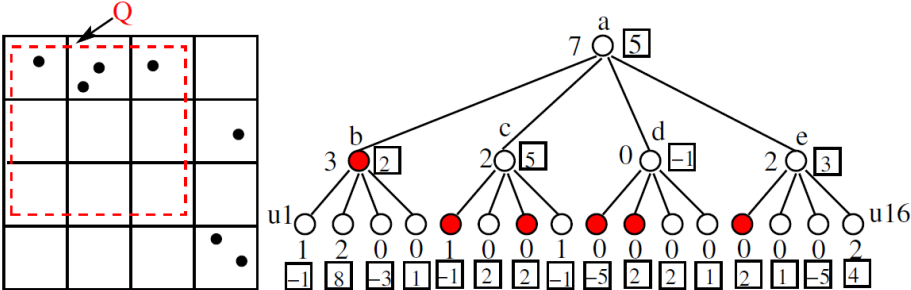 Q
a
7 5
b c d e
3 2 2 5 0 -1 2 3
u1 u16
1 2 0 0 1 0 0 1 0 0 0 0 0 0 0 2
-1 8 -3 1 -1 2 2 -1 -5 2 2 1 2 1 -5 4